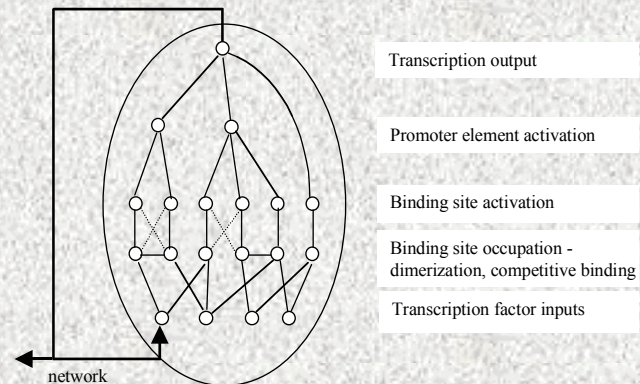 Transcription output
Promoter element activation
Binding site activation
Binding site occupation -
dimerization, competitive binding
Transcription factor inputs
network